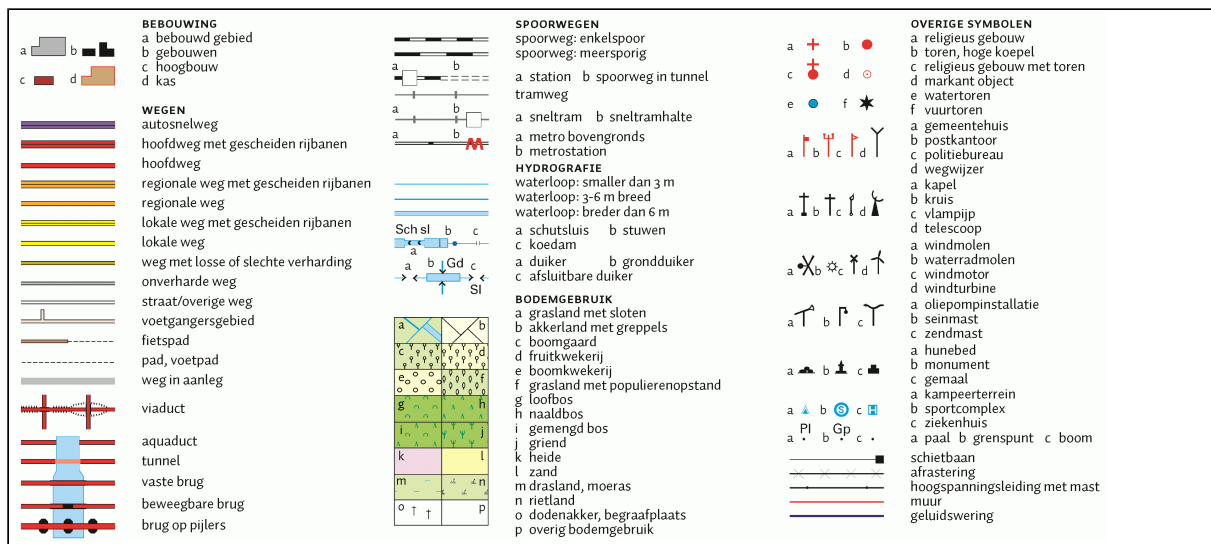 BEBOUWING
a bebouwd gebied
a b
b gebouwen
c hoogbouw
c d
d kas
WEGEN
autosnelweg
hoofdweg met gescheiden rijbanen
hoofdweg
regionale weg met gescheiden rijbanen
regionale weg
lokale weg met gescheiden rijbanen
lokale weg
weg met losse of slechte verharding
onverharde weg
straat/overige weg
voetgangersgebied
fietspad
pad, voetpad
weg in aanleg
viaduct
aquaduct
tunnel
vaste brug
beweegbare brug
brug op pijlers
SPOORWEGEN
spoorweg: enkelspoor
spoorweg: meersporig
a b
a station b spoorweg in tunnel
tramweg
a b
a sneltram b sneltramhalte
a b
a metro bovengronds
b metrostation
HYDROGRAFIE
waterloop: smaller dan 3 m
waterloop: 3-6 m breed
waterloop: breder dan 6 m
Sch sl b c
a
a schutsluis b stuwen
c koedam
a b Gd c
Sl
a duiker b grondduiker
c afsluitbare duiker
BODEMGEBRUIK
a b
c d
e f
g h
i j
k l
m n
o p
a grasland met sloten
b akkerland met greppels
c boomgaard
d fruitkwekerij
e boomkwekerij
f grasland met populierenopstand
g loofbos
h naaldbos
i gemengd bos
j griend
k heide
l zand
m drasland, moeras
n rietland
o dodenakker, begraafplaats
p overig bodemgebruik
OVERIGE SYMBOLEN
a b
c d
e f
a religieus gebouw
b toren, hoge koepel
c religieus gebouw met toren
d markant object
e watertoren
f vuurtoren
a b c d
a gemeentehuis
b postkantoor
c politiebureau
d wegwijzer
a b c d
a kapel
b kruis
c vlampijp
d telescoop
a b c d
a windmolen
b waterradmolen
c windmotor
d windturbine
a b c
a oliepompinstallatie
b seinmast
c zendmast
a b c
a hunebed
b monument
c gemaal
a b S c H
a kampeerterrein
b sportcomplex
c ziekenhuis
Pl Gp
a b c
a paal b grenspunt c boom
schietbaan
afrastering
hoogspanningsleiding met mast
muur
geluidswering